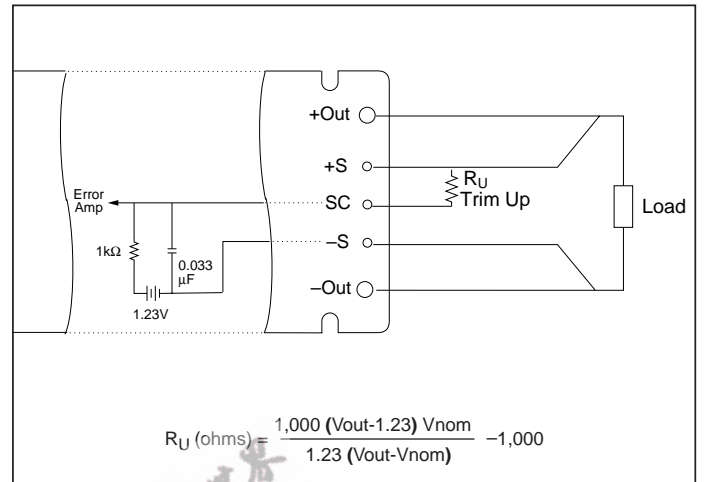 +Out
+S
R_U
Trim Up
Error
Amp
SC
Load
1kΩ
–S
0.033
µF
–Out
1.23V
R_U (ohms) = 1,000 (Vout-1.23) Vnom / 1.23 (Vout-Vnom) –1,000